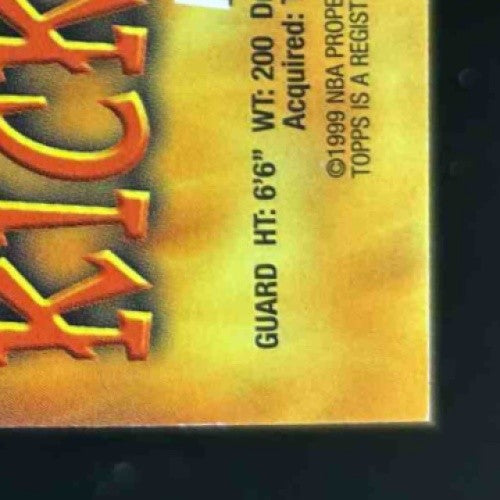 KICK
GUARD HT: 6'6" WT: 200
Acquired:
©1999 NBA PROPE
TOPPS IS A REGIST